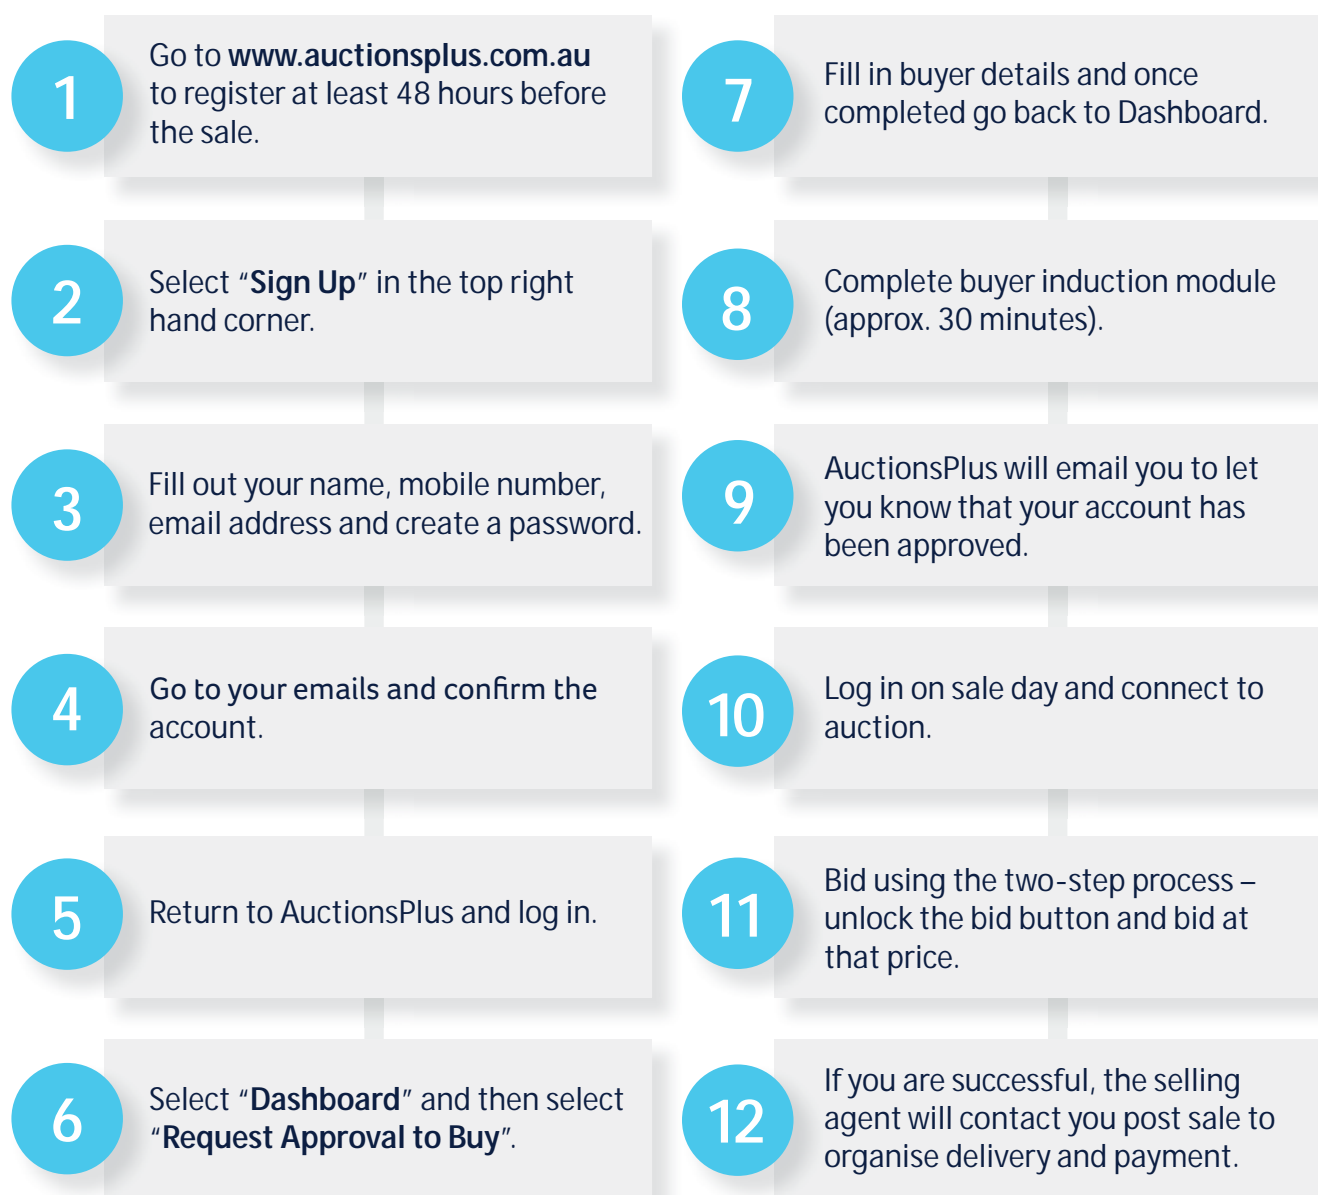 1
Go to www.auctionsplus.com.au
to register at least 48 hours before
the sale.
2
Select “Sign Up” in the top right
hand corner.
3
Fill out your name, mobile number,
email address and create a password.
4
Go to your emails and confirm the
account.
5
Return to AuctionsPlus and log in.
6
Select “Dashboard” and then select
“Request Approval to Buy”.
7
Fill in buyer details and once
completed go back to Dashboard.
8
Complete buyer induction module
(approx. 30 minutes).
9
AuctionsPlus will email you to let
you know that your account has
been approved.
10
Log in on sale day and connect to
auction.
11
Bid using the two-step process –
unlock the bid button and bid at
that price.
12
If you are successful, the selling
agent will contact you post sale to
organise delivery and payment.